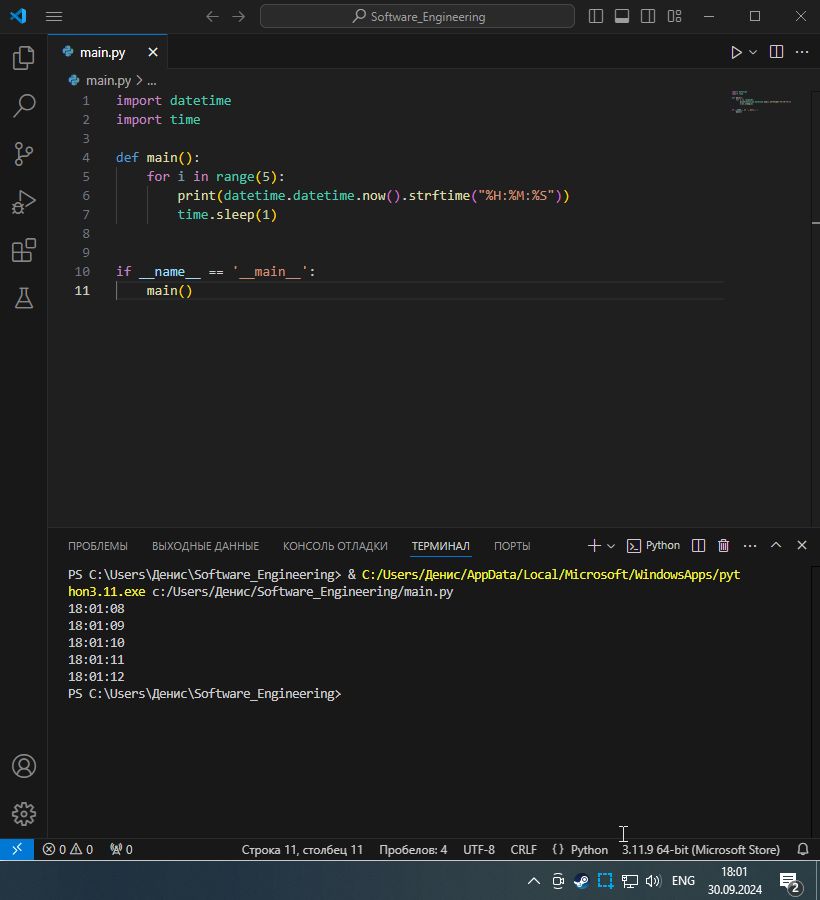 Software_Engineering
main.py
main.py > ...
1 import datetime
2 import time
3
4 def main():
5 for i in range(5):
6 print(datetime.datetime.now().strftime("%H:%M:%S"))
7 time.sleep(1)
8
9
10 if __name__ == '__main__':
11 main()
ПРОБЛЕМЫ ВЫХОДНЫЕ ДАННЫЕ КОНСОЛЬ ОТЛАДКИ ТЕРМИНАЛ ПОРТЫ Python
PS C:\Users\Денис\Software_Engineering> & C:/Users/Денис/AppData/Local/Microsoft/WindowsApps/pyt
hon3.11.exe c:/Users/Денис/Software_Engineering/main.py
18:01:08
18:01:09
18:01:10
18:01:11
18:01:12
PS C:\Users\Денис\Software_Engineering>
0 0 0 Строка 11, столбец 11 Пробелов: 4 UTF-8 CRLF {} Python 3.11.9 64-bit (Microsoft Store)
ENG 18:01 2
30.09.2024